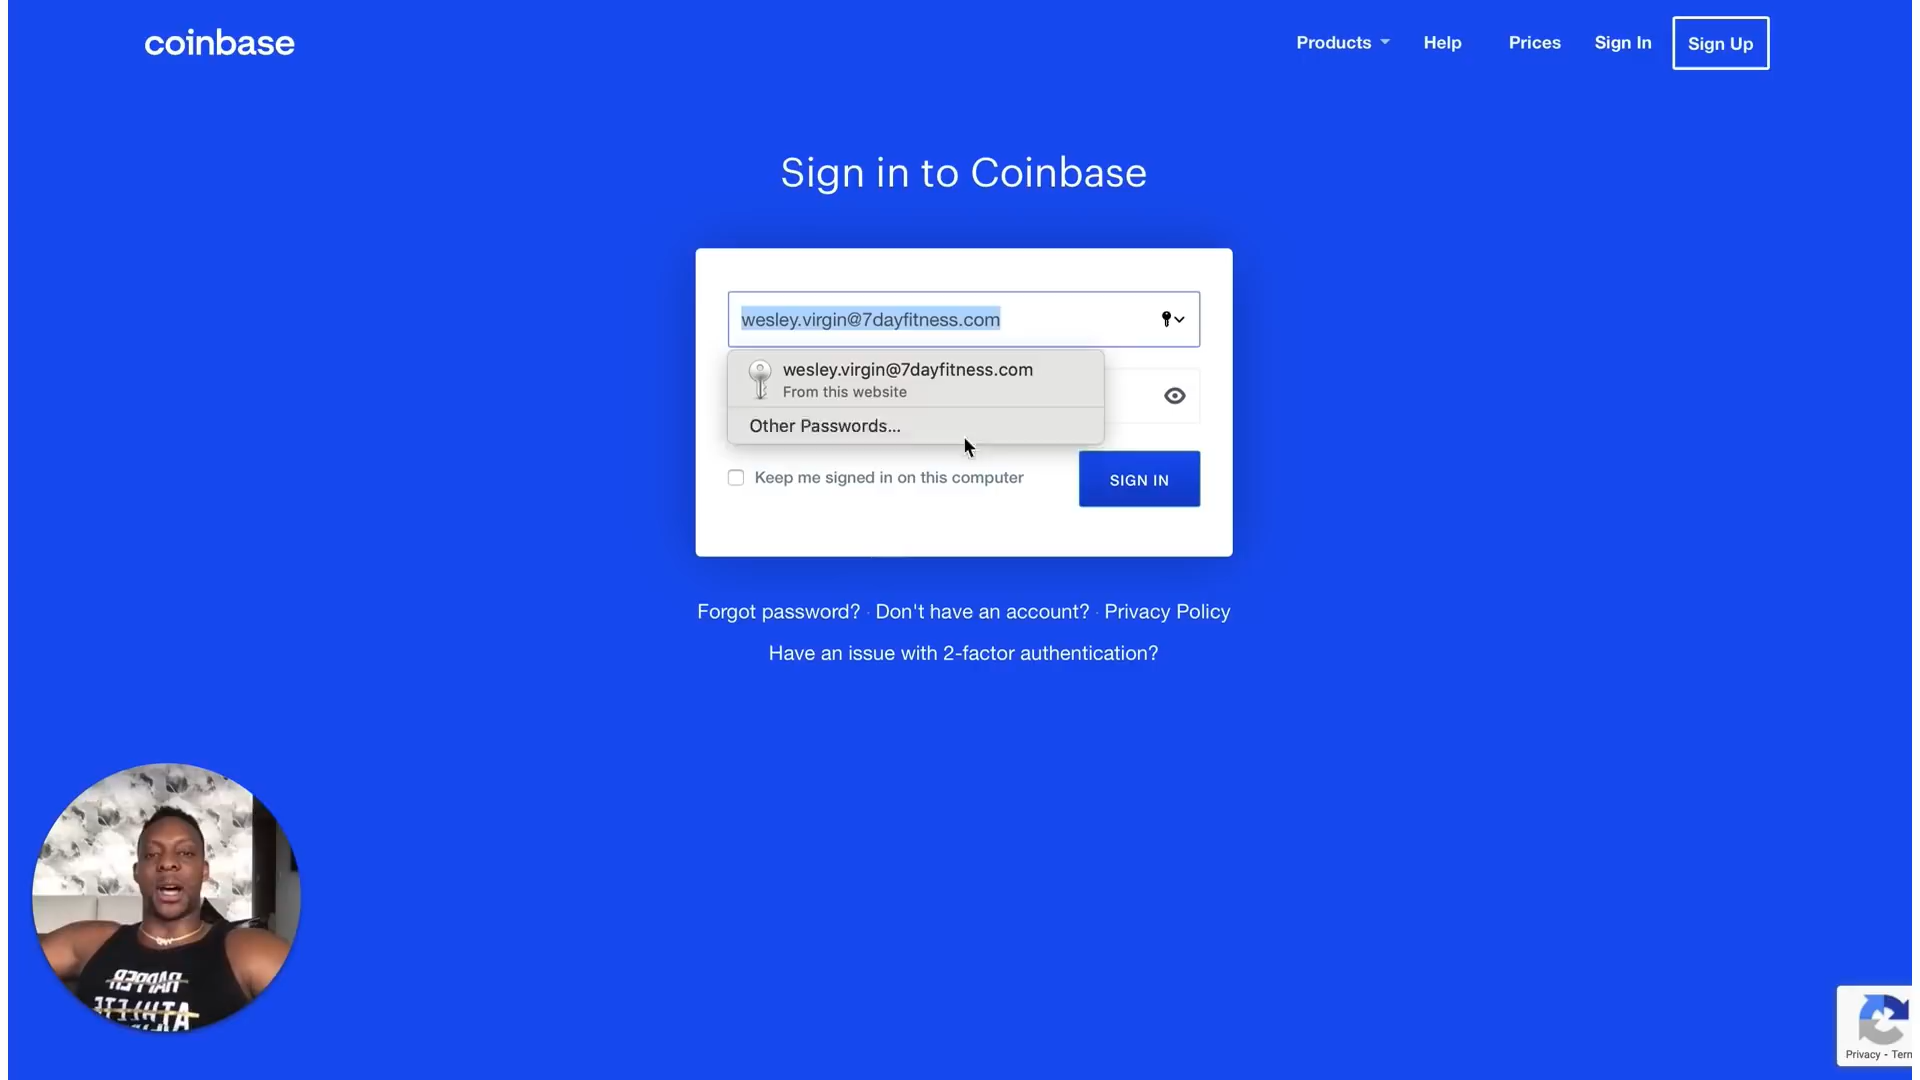 coinbase
Products
Help
Prices
Sign In
Sign Up
Sign in to Coinbase
wesley.virgin@7dayfitness.com
wesley.virgin@7dayfitness.com
From this website
Other Passwords...
Keep me signed in on this computer
SIGN IN
Forgot password? · Don't have an account? · Privacy Policy
Have an issue with 2-factor authentication?
RAPPER
ATHLETE
Privacy - Term